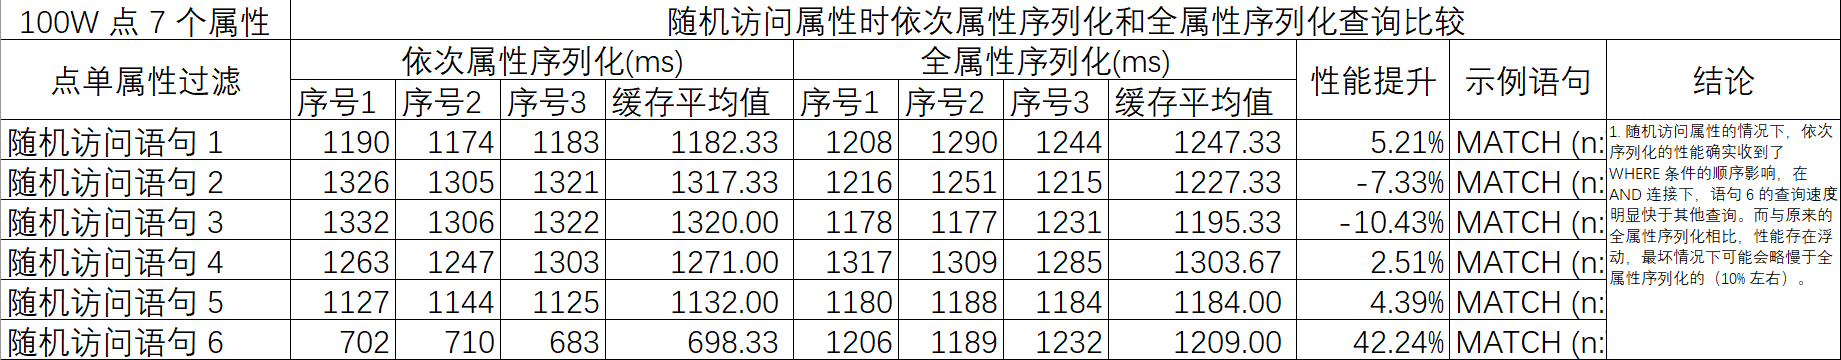 100W 点 7 个属性 随机访问属性时依次属性序列化和全属性序列化查询比较
点单属性过滤 依次属性序列化(ms) 全属性序列化(ms) 性能提升 示例语句 结论
序号1 序号2 序号3 缓存平均值 序号1 序号2 序号3 缓存平均值
随机访问语句 1 1190 1174 1183 1182.33 1208 1290 1244 1247.33 5.21% MATCH (n:
随机访问语句 2 1326 1305 1321 1317.33 1216 1251 1215 1227.33 -7.33% MATCH (n:
随机访问语句 3 1332 1306 1322 1320.00 1178 1177 1231 1195.33 -10.43% MATCH (n:
随机访问语句 4 1263 1247 1303 1271.00 1317 1309 1285 1303.67 2.51% MATCH (n:
随机访问语句 5 1127 1144 1125 1132.00 1180 1188 1184 1184.00 4.39% MATCH (n:
随机访问语句 6 702 710 683 698.33 1206 1189 1232 1209.00 42.24% MATCH (n:
1. 随机访问属性的情况下，依次
序列化的性能确实收到了
WHERE 条件的顺序影响，在
AND 连接下，语句 6 的查询速度
明显快于其他查询。而与原来的
全属性序列化相比，性能存在浮
动，最坏情况下可能会略慢于全
属性序列化的（10% 左右）。